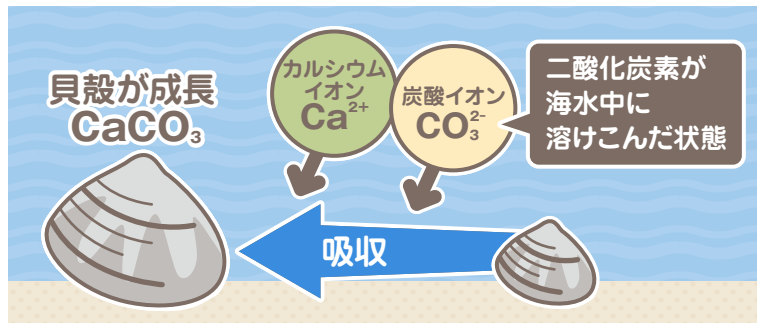 貝殻が成長
CaCO₃
カルシウム
イオン
Ca²⁺
炭酸イオン
CO₃²⁻
二酸化炭素が
海水中に
溶けこんだ状態
吸収